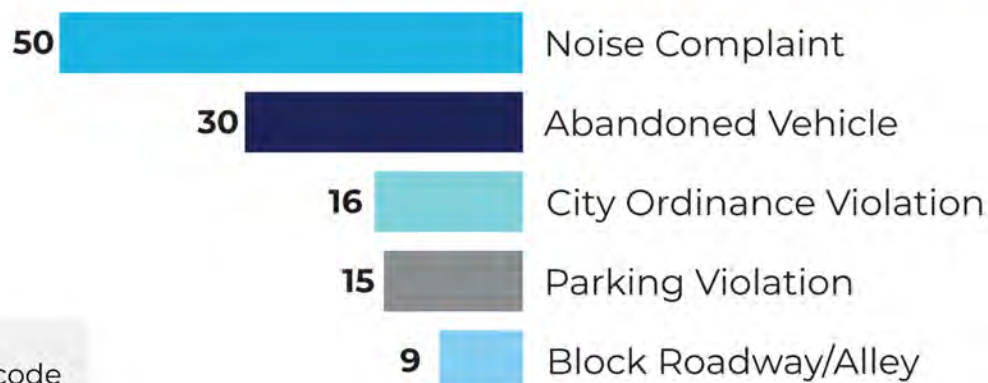 50 Noise Complaint
30 Abandoned Vehicle
16 City Ordinance Violation
15 Parking Violation
9 Block Roadway/Alley
code